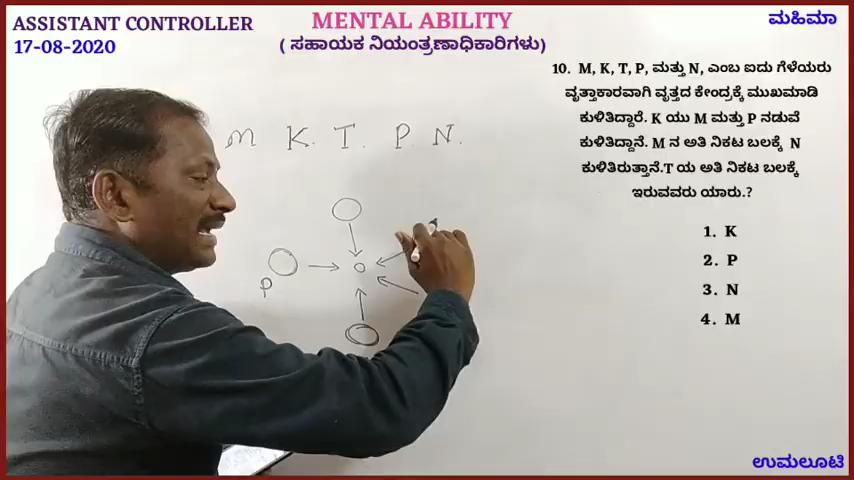 ASSISTANT CONTROLLER
17-08-2020
MENTAL ABILITY
( ಸಹಾಯಕ ನಿಯಂತ್ರಣಾಧಿಕಾರಿಗಳು)
ಮಹಿಮಾ
10. M, K, T, P, ಮತ್ತು N, ಎಂಬ ಐದು ಗೆಳೆಯರು
ವೃತ್ತಾಕಾರವಾಗಿ ವೃತ್ತದ ಕೇಂದ್ರಕ್ಕೆ ಮುಖಮಾಡಿ
ಕುಳಿತಿದ್ದಾರೆ. K ಯು M ಮತ್ತು P ನಡುವೆ
ಕುಳಿತಿದ್ದಾನೆ. M ನ ಅತಿ ನಿಕಟ ಬಲಕ್ಕೆ N
ಕುಳಿತಿರುತ್ತಾನೆ.T ಯ ಅತಿ ನಿಕಟ ಬಲಕ್ಕೆ
ಇರುವವರು ಯಾರು.?
1. K
2. P
3. N
4. M
M K. T. P. N.
P
ಉಮಲೂಟಿ